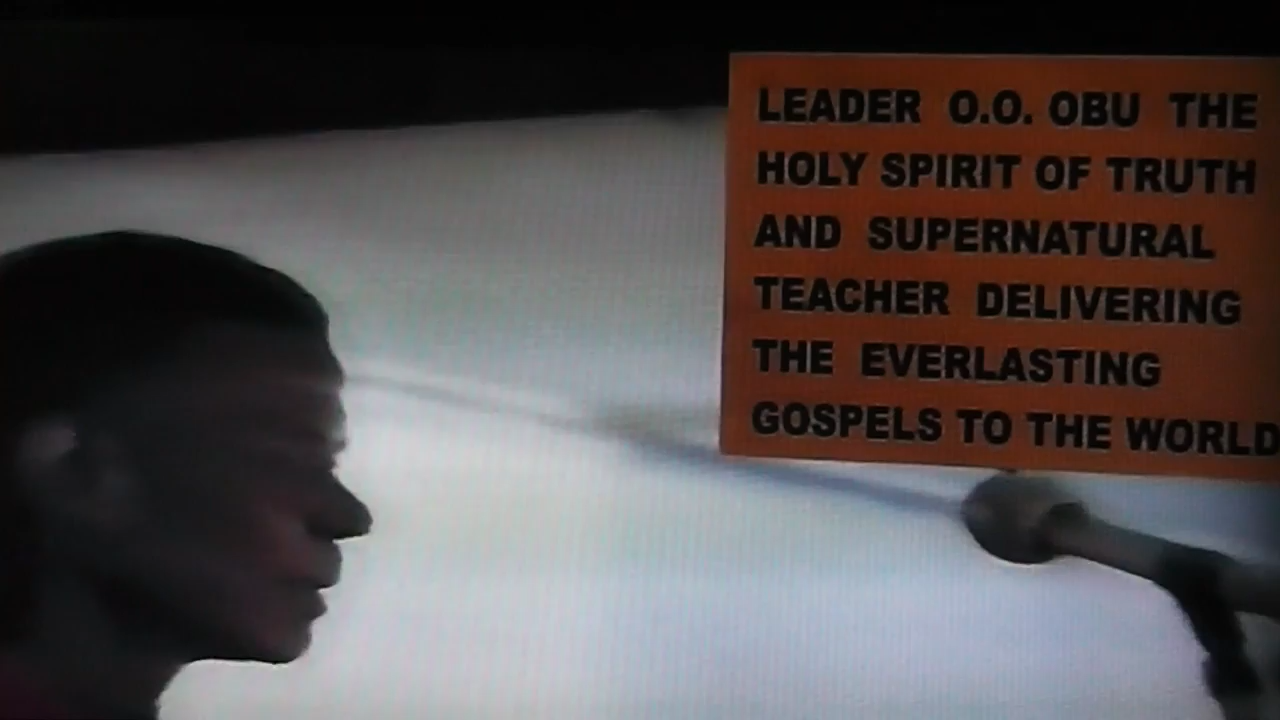 LEADER O.O. OBU THE
HOLY SPIRIT OF TRUTH
AND SUPERNATURAL
TEACHER DELIVERING
THE EVERLASTING
GOSPELS TO THE WORLD